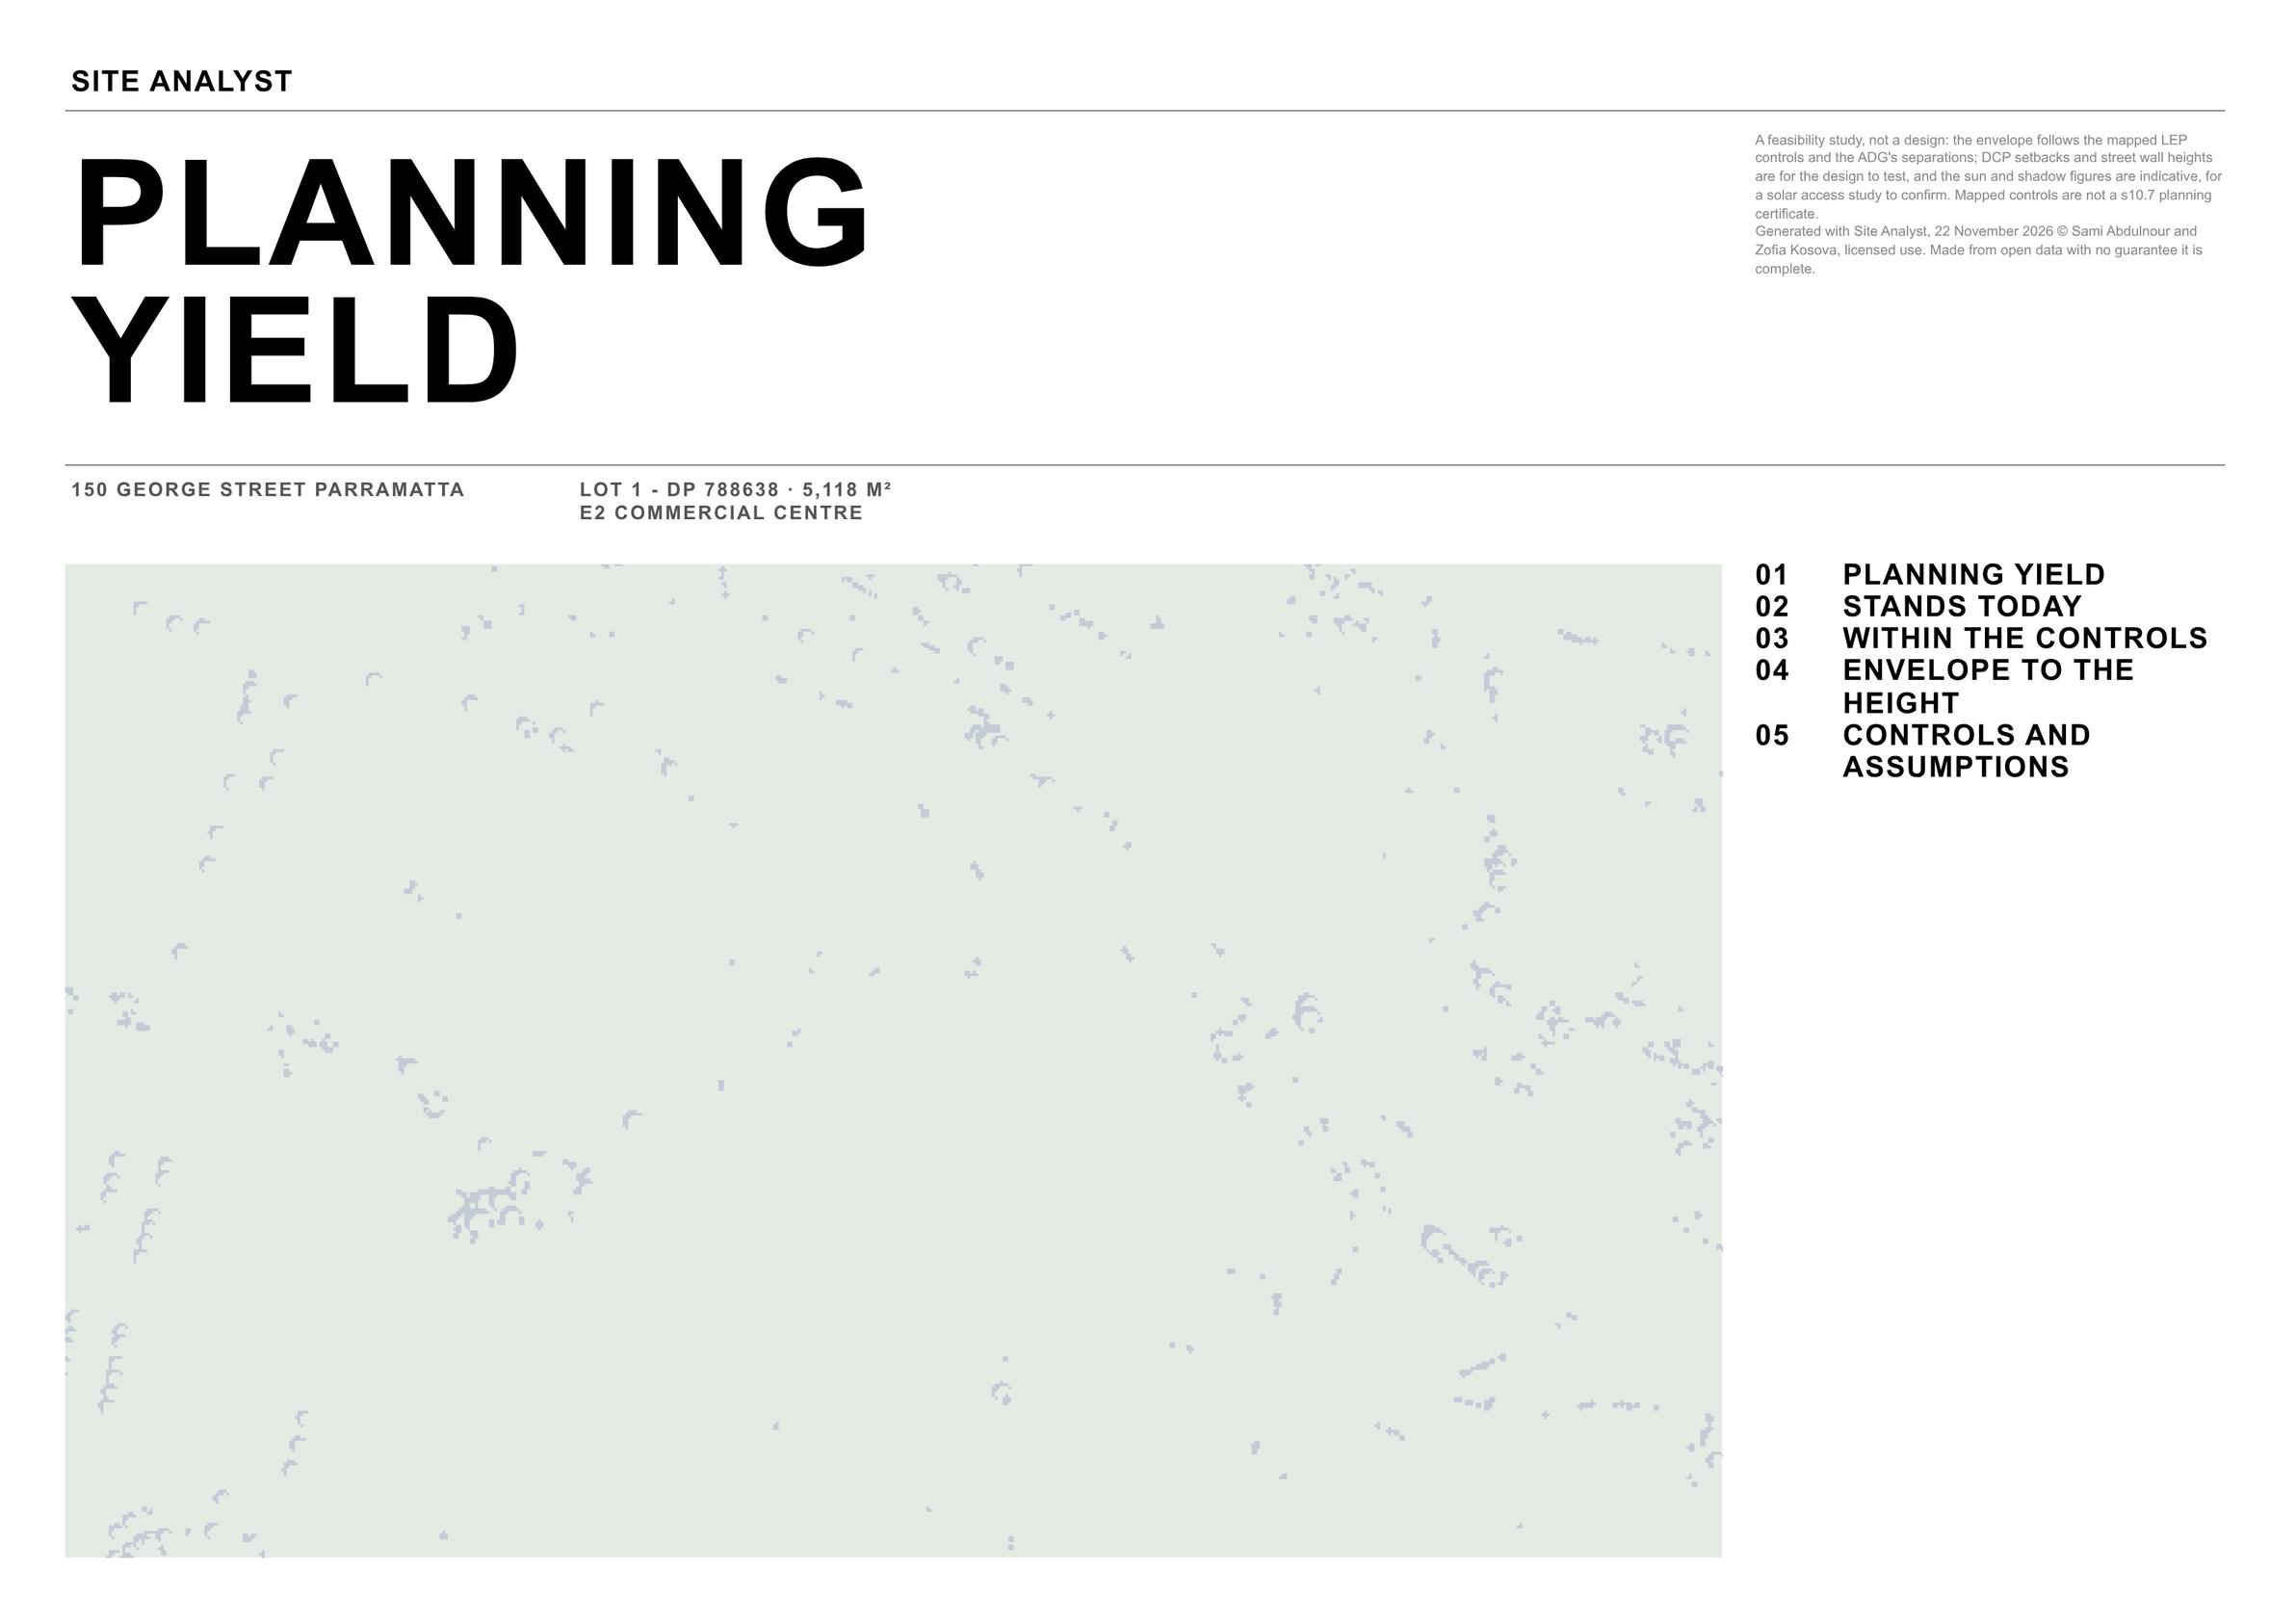 SITE ANALYST
PLANNING
YIELD
A feasibility study, not a design: the envelope follows the mapped LEP
controls and the ADG's separations; DCP setbacks and street wall heights
are for the design to test, and the sun and shadow figures are indicative, for
a solar access study to confirm. Mapped controls are not a s10.7 planning
certificate.
Generated with Site Analyst, 22 November 2026 © Sami Abdulnour and
Zofia Kosova, licensed use. Made from open data with no guarantee it is
complete.
150 GEORGE STREET PARRAMATTA
LOT 1 - DP 788638 · 5,118 M²
E2 COMMERCIAL CENTRE
01 PLANNING YIELD
02 STANDS TODAY
03 WITHIN THE CONTROLS
04 ENVELOPE TO THE
HEIGHT
05 CONTROLS AND
ASSUMPTIONS